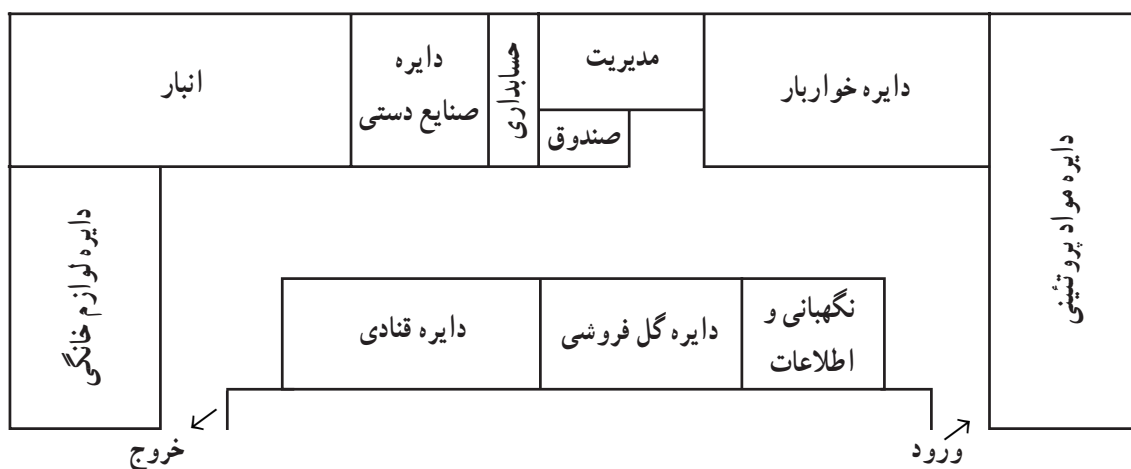 دایره مواد پروتئینی
دایره خواربار
مدیریت
صندوق
حسابداری
دایره
صنایع دستی
انبار
دایره لوازم خانگی
نگهبانی و
اطلاعات
دایره گل فروشی
دایره قنادی
ورود
خروج